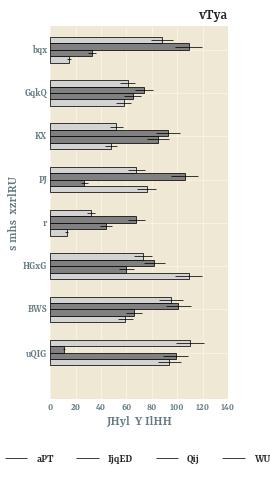 vTya
bqx
GqkQ
KX
PJ
r
HGxG
BWS
uQIG
s mhs xzrlRU
0 20 40 60 80 100 120 140
JHyl Y IlHH
aPT IjqED Qij WU